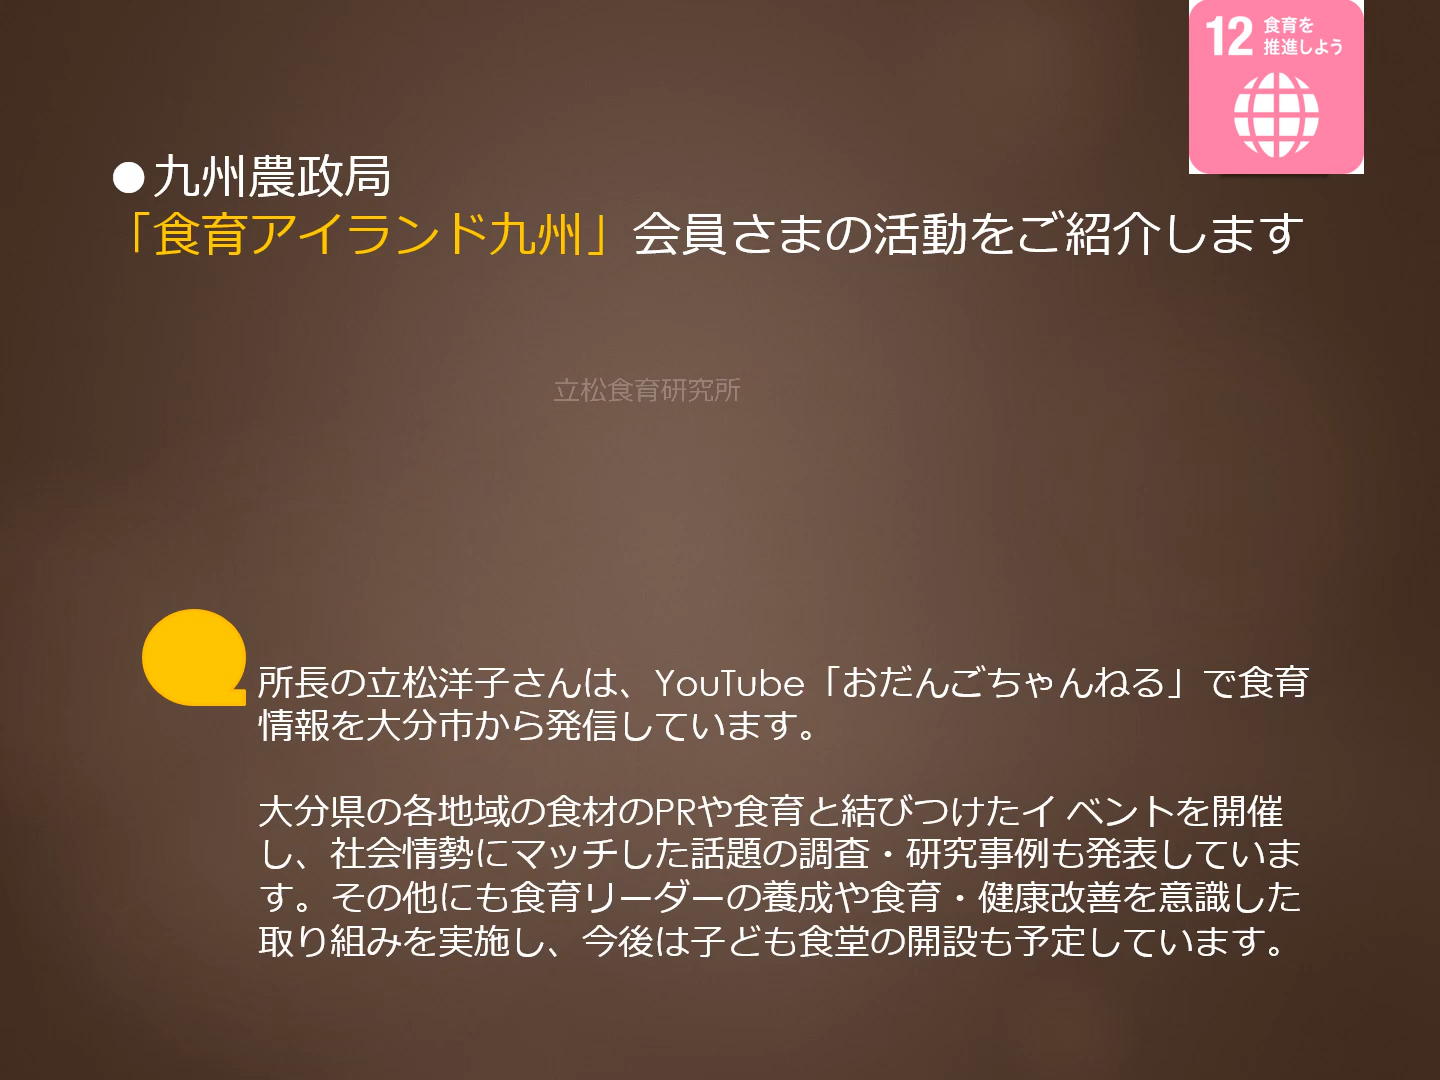 12 食育を
推進しよう
●九州農政局
「食育アイランド九州」会員さまの活動をご紹介します
立松食育研究所
所長の立松洋子さんは、YouTube「おだんごちゃんねる」で食育
情報を大分市から発信しています。
大分県の各地域の食材のPRや食育と結びつけたイ ベントを開催
し、社会情勢にマッチした話題の調査・研究事例も発表していま
す。その他にも食育リーダーの養成や食育・健康改善を意識した
取り組みを実施し、今後は子ども食堂の開設も予定しています。